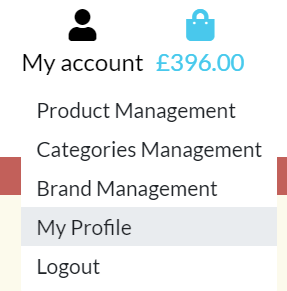 My account £396.00
Product Management
Categories Management
Brand Management
My Profile
Logout